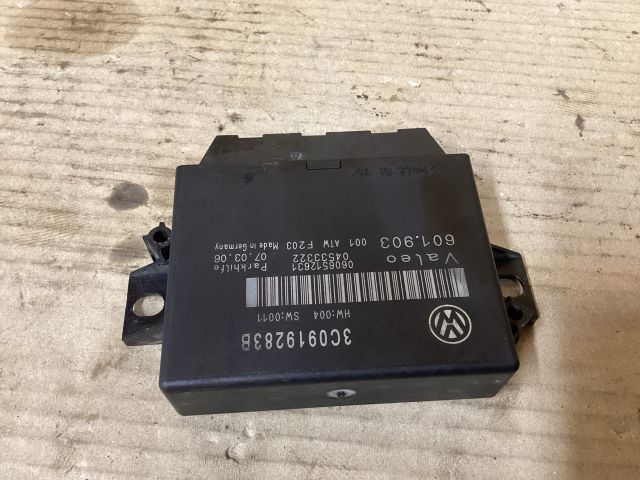 3C0919283B
HW:004 SW:0011
0606512631 Parkhilfe
04533322 07.03.06
Valeo
601.903 001 ATW F203 Made in Germany